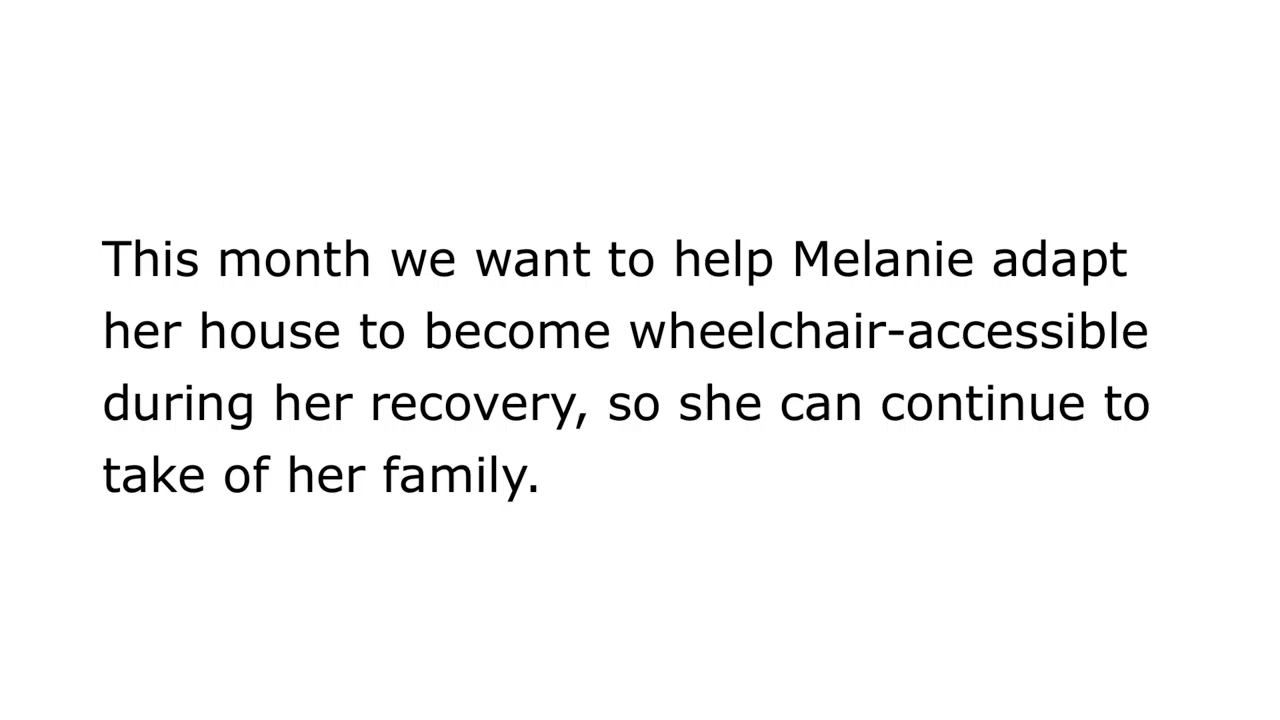 This month we want to help Melanie adapt
her house to become wheelchair-accessible
during her recovery, so she can continue to
take of her family.